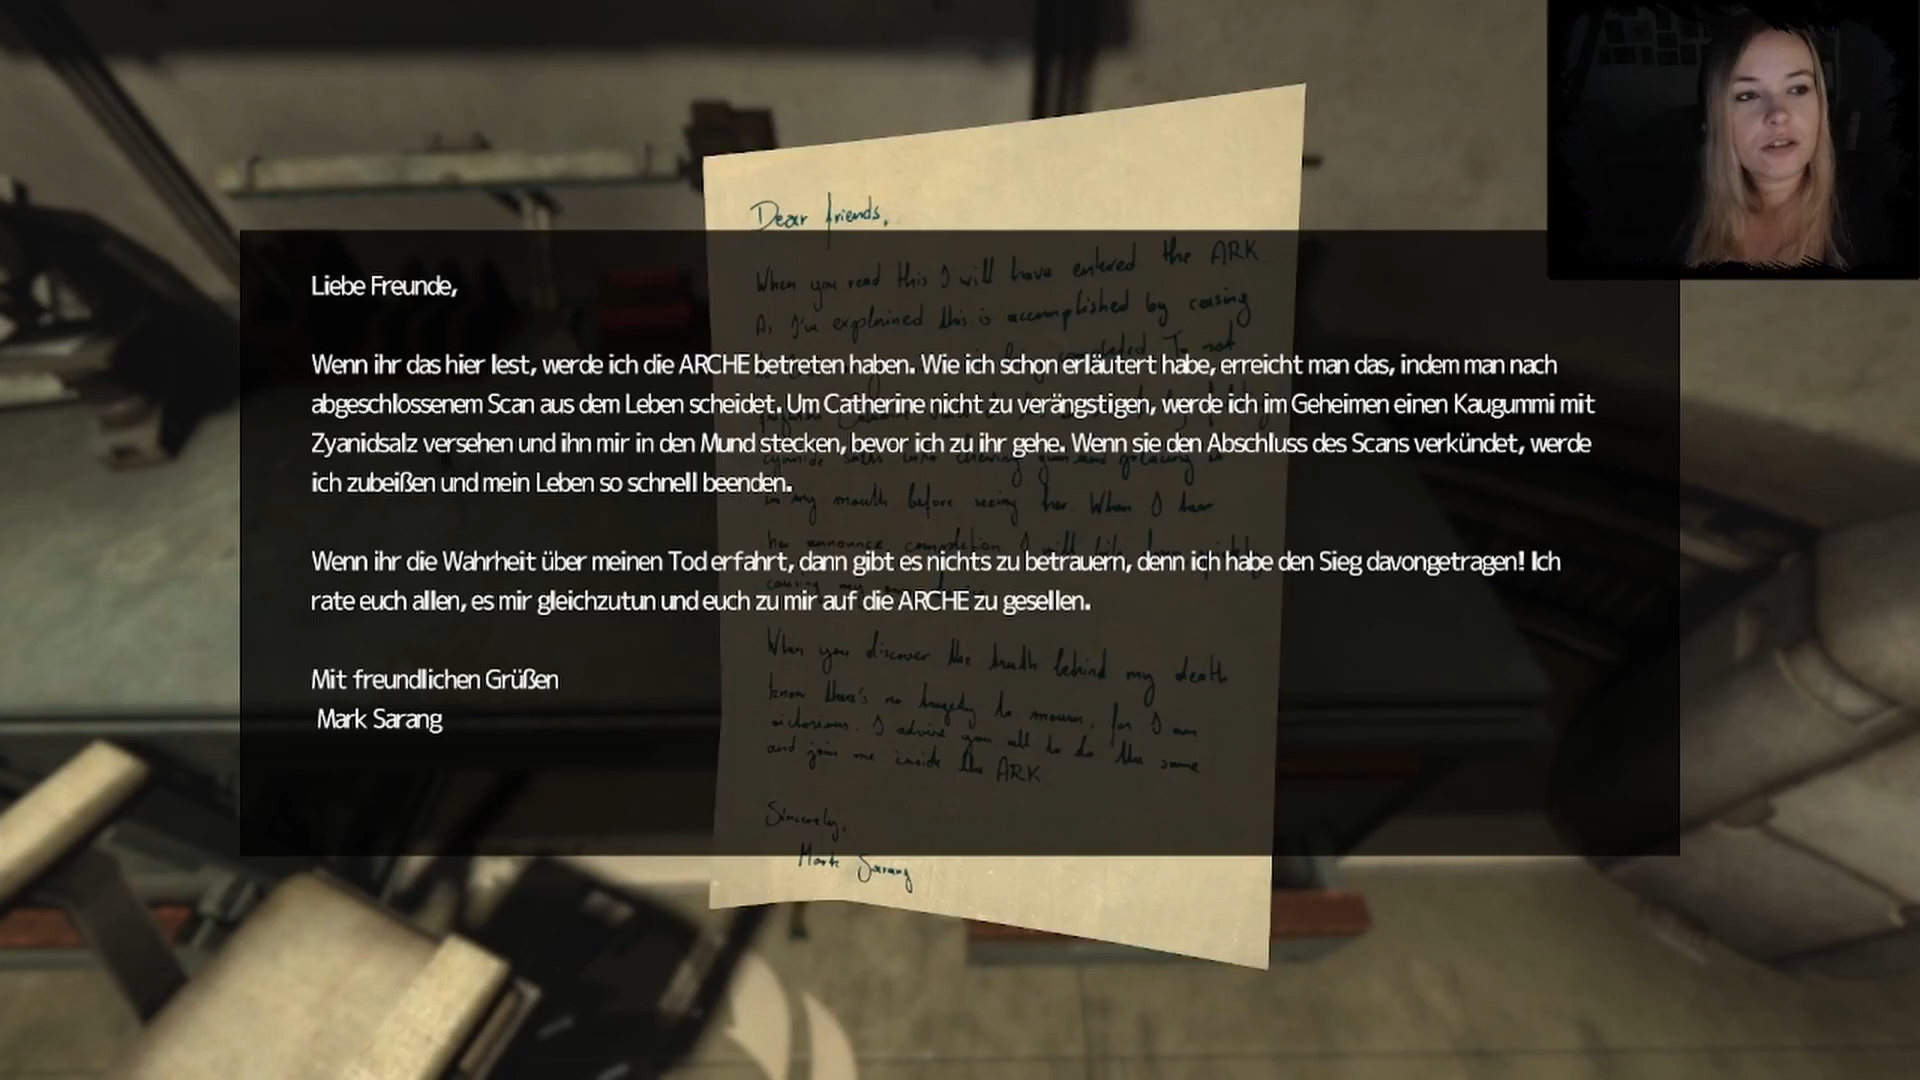 Dear friends,
When you read this I will have entered the ARK
As I've explained this is accomplished by ceasing
Liebe Freunde,
Wenn ihr das hier lest, werde ich die ARCHE betreten haben. Wie ich schon erläutert habe, erreicht man das, indem man nach
abgeschlossenem Scan aus dem Leben scheidet. Um Catherine nicht zu verängstigen, werde ich im Geheimen einen Kaugummi mit
Zyanidsalz versehen und ihn mir in den Mund stecken, bevor ich zu ihr gehe. Wenn sie den Abschluss des Scans verkündet, werde
ich zubeißen und mein Leben so schnell beenden.
Wenn ihr die Wahrheit über meinen Tod erfahrt, dann gibt es nichts zu betrauern, denn ich habe den Sieg davongetragen! Ich
rate euch allen, es mir gleichzutun und euch zu mir auf die ARCHE zu gesellen.
Mit freundlichen Grüßen
Mark Sarang
in my mouth before seeing her. When I hear
her announce completion I will bite down
When you discover the truth behind my death
know there's no tragedy to mourn, for I am
victorious. I advise you all to do the same
and join me inside the ARK.
Sincerely,
Mark Sarang